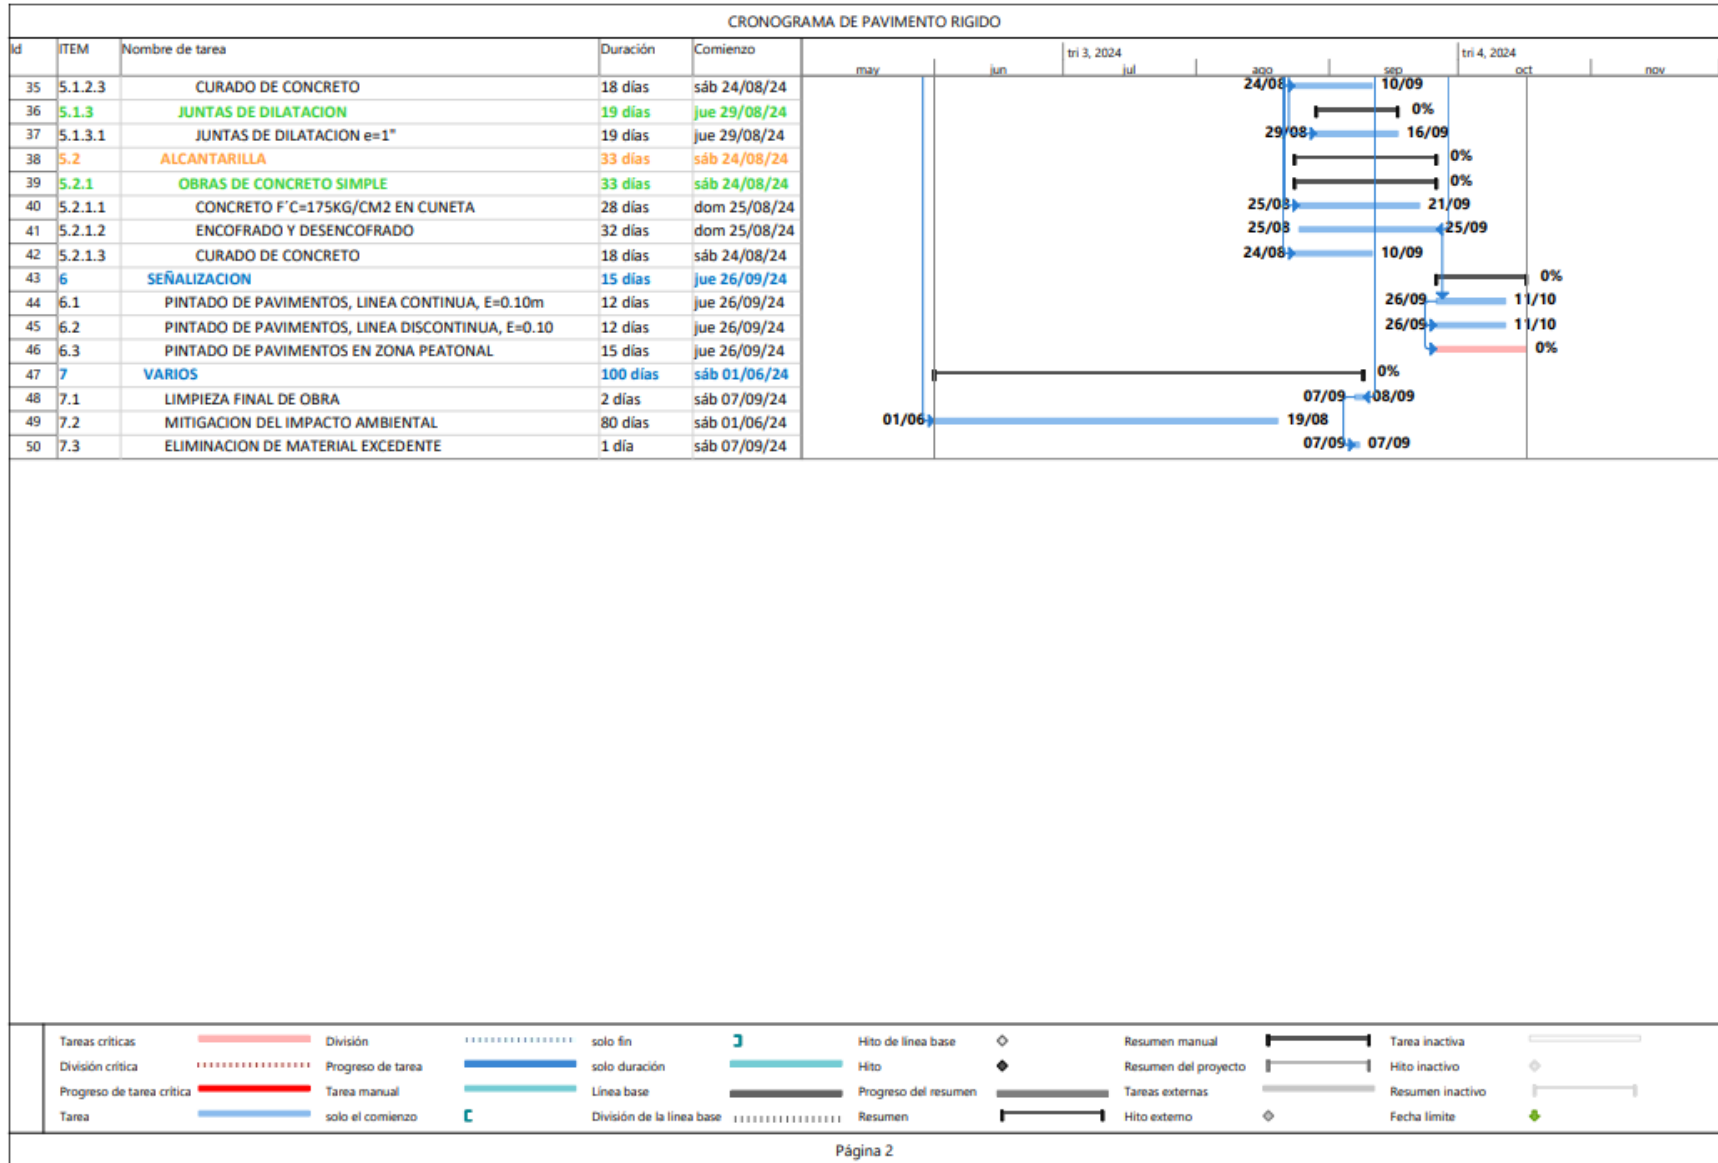 CRONOGRAMA DE PAVIMENTO RIGIDO
Id ITEM Nombre de tarea Duración Comienzo tri 3, 2024 tri 4, 2024
may jun jul ago sep oct nov
35 5.1.2.3 CURADO DE CONCRETO 18 días sáb 24/08/24 24/08 10/09
36 5.1.3 JUNTAS DE DILATACION 19 días jue 29/08/24 0%
37 5.1.3.1 JUNTAS DE DILATACION e=1" 19 días jue 29/08/24 29/08 16/09
38 5.2 ALCANTARILLA 33 días sáb 24/08/24 0%
39 5.2.1 OBRAS DE CONCRETO SIMPLE 33 días sáb 24/08/24 0%
40 5.2.1.1 CONCRETO F´C=175KG/CM2 EN CUNETA 28 días dom 25/08/24 25/08 21/09
41 5.2.1.2 ENCOFRADO Y DESENCOFRADO 32 días dom 25/08/24 25/08 25/09
42 5.2.1.3 CURADO DE CONCRETO 18 días sáb 24/08/24 24/08 10/09
43 6 SEÑALIZACION 15 días jue 26/09/24 0%
44 6.1 PINTADO DE PAVIMENTOS, LINEA CONTINUA, E=0.10m 12 días jue 26/09/24 26/09 11/10
45 6.2 PINTADO DE PAVIMENTOS, LINEA DISCONTINUA, E=0.10 12 días jue 26/09/24 26/09 11/10
46 6.3 PINTADO DE PAVIMENTOS EN ZONA PEATONAL 15 días jue 26/09/24 0%
47 7 VARIOS 100 días sáb 01/06/24 0%
48 7.1 LIMPIEZA FINAL DE OBRA 2 días sáb 07/09/24 07/09 08/09
49 7.2 MITIGACION DEL IMPACTO AMBIENTAL 80 días sáb 01/06/24 01/06 19/08
50 7.3 ELIMINACION DE MATERIAL EXCEDENTE 1 día sáb 07/09/24 07/09 07/09
Tareas críticas División solo fin Hito de línea base Resumen manual Tarea inactiva
División crítica Progreso de tarea solo duración Hito Resumen del proyecto Hito inactivo
Progreso de tarea crítica Tarea manual Línea base Progreso del resumen Tareas externas Resumen inactivo
Tarea solo el comienzo División de la línea base Resumen Hito externo Fecha límite
Página 2